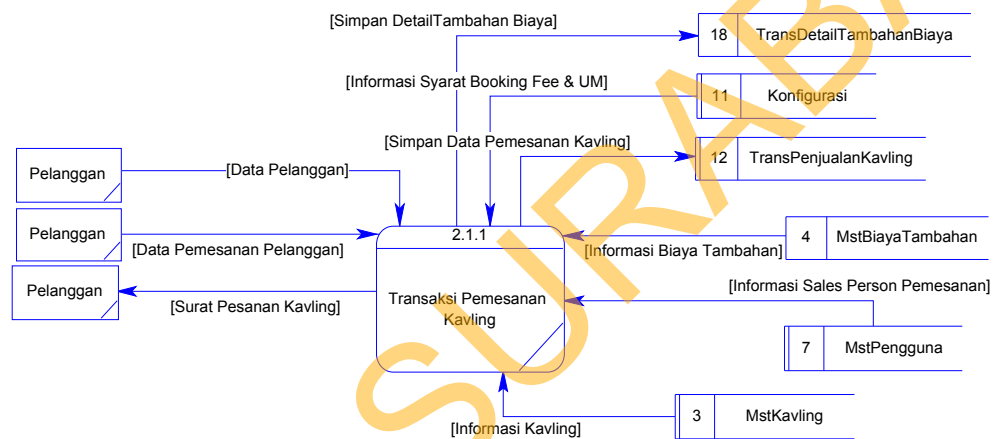 [Simpan DetailTambahan Biaya]
18 TransDetailTambahanBiaya
[Informasi Syarat Booking Fee & UM]
11 Konfigurasi
[Simpan Data Pemesanan Kavling]
12 TransPenjualanKavling
Pelanggan
[Data Pelanggan]
Pelanggan
[Data Pemesanan Pelanggan]
2.1.1
[Informasi Biaya Tambahan]
4 MstBiayaTambahan
Pelanggan
[Surat Pesanan Kavling]
Transaksi Pemesanan
Kavling
[Informasi Sales Person Pemesanan]
7 MstPengguna
[Informasi Kavling]
3 MstKavling
SURABA